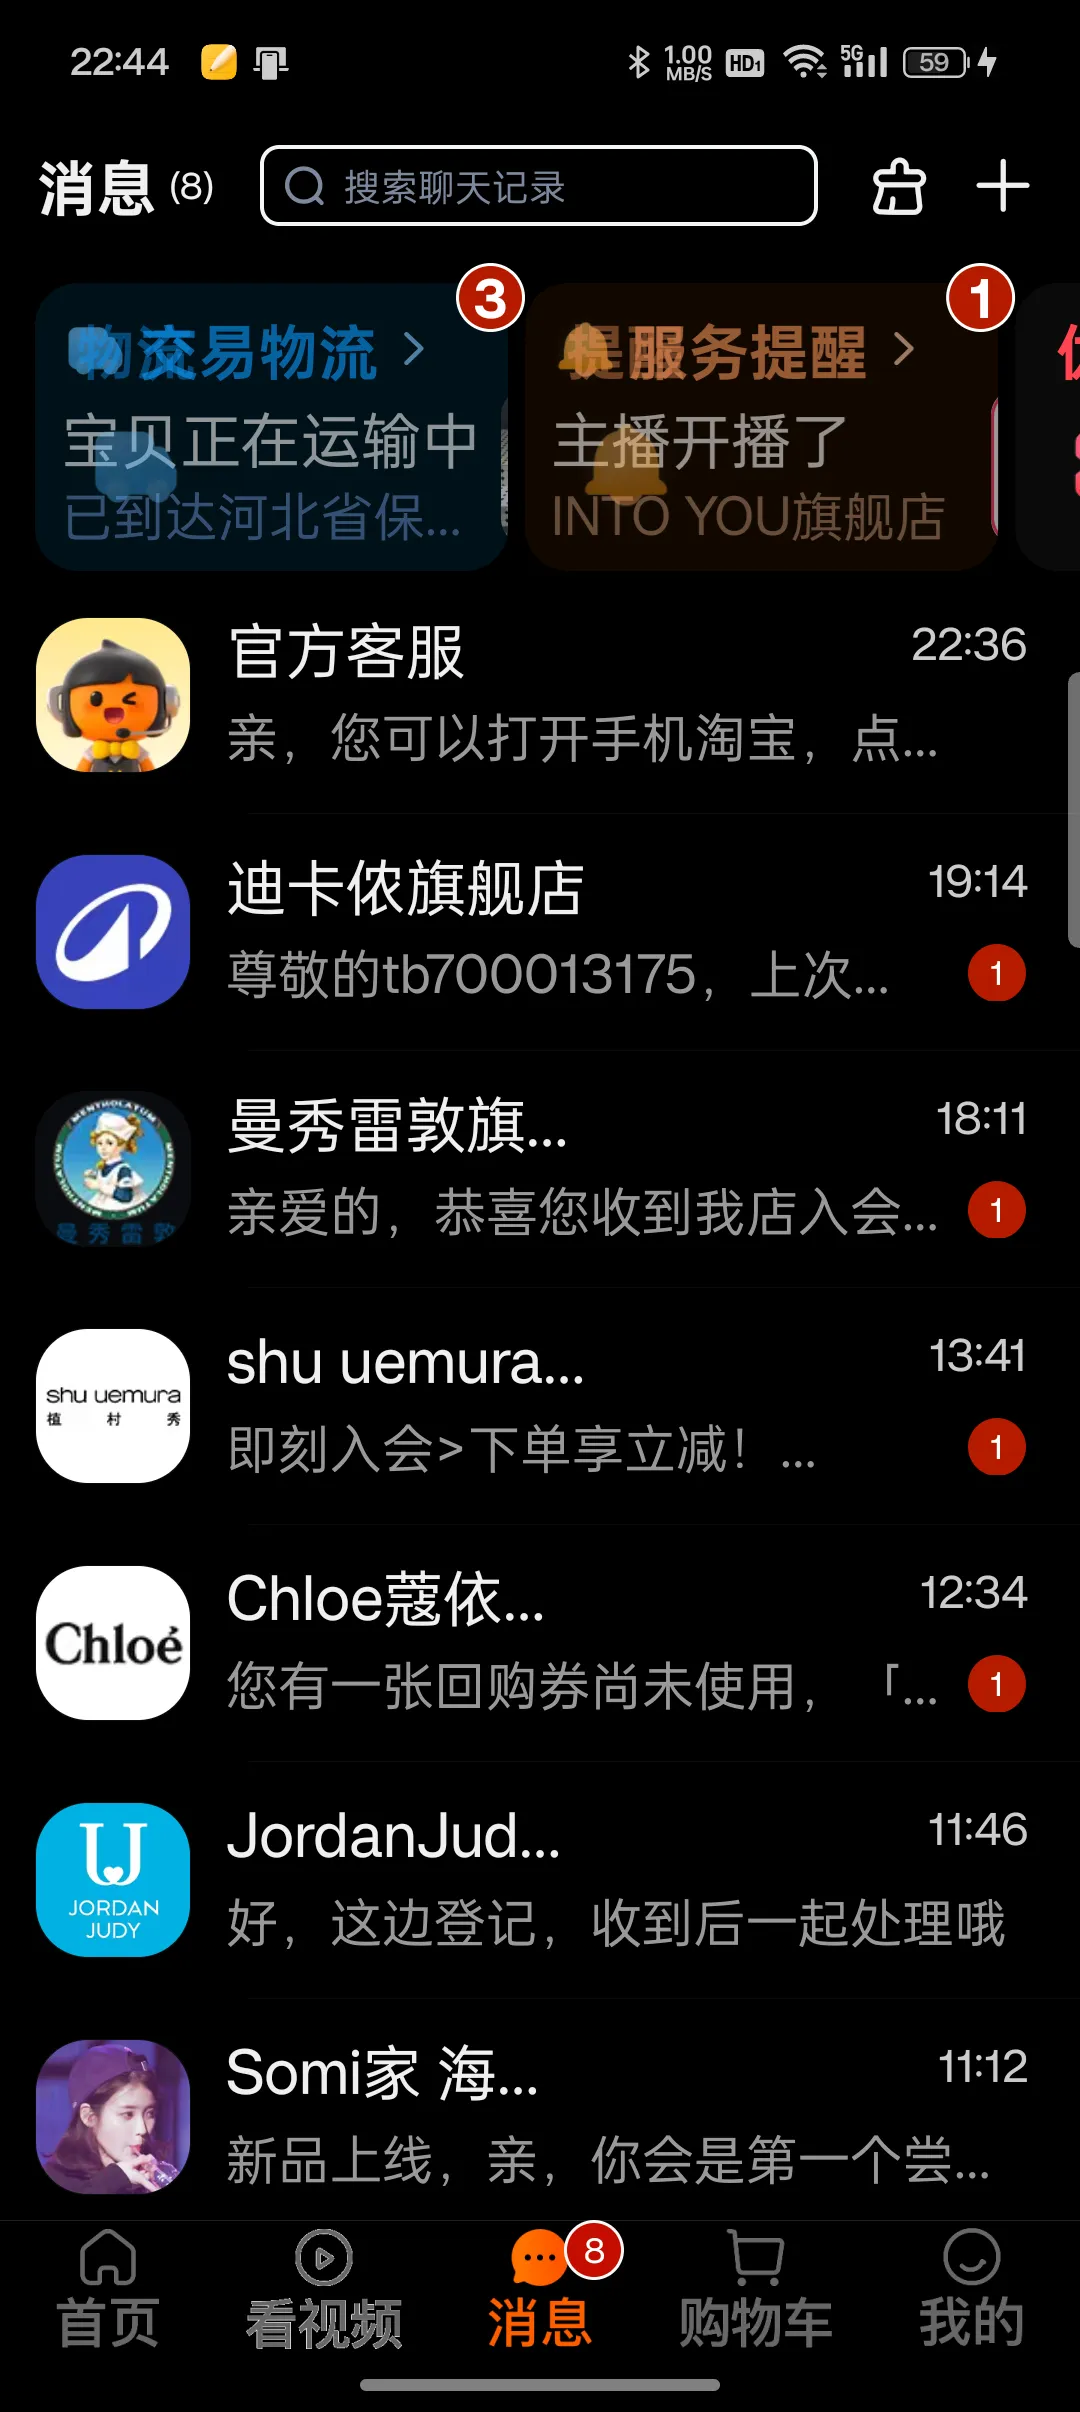 22:44 1.00 MB/S HD1 5G 59
消息 (8) 搜索聊天记录
交易物流 3
宝贝正在运输中
已到达河北省保...
服务提醒 1
主播开播了
INTO YOU旗舰店
官方客服 22:36
亲，您可以打开手机淘宝，点...
迪卡侬旗舰店 19:14
尊敬的tb700013175，上次... 1
MENTHOLATUM
曼秀雷敦
曼秀雷敦旗... 18:11
亲爱的，恭喜您收到我店入会... 1
shu uemura
植村秀
shu uemura... 13:41
即刻入会>下单享立减！... 1
Chloé
Chloe蔻依... 12:34
您有一张回购券尚未使用，「... 1
JORDAN
JUDY
JordanJud... 11:46
好，这边登记，收到后一起处理哦
Somi家 海... 11:12
新品上线，亲，你会是第一个尝...
8
首页 看视频 消息 购物车 我的